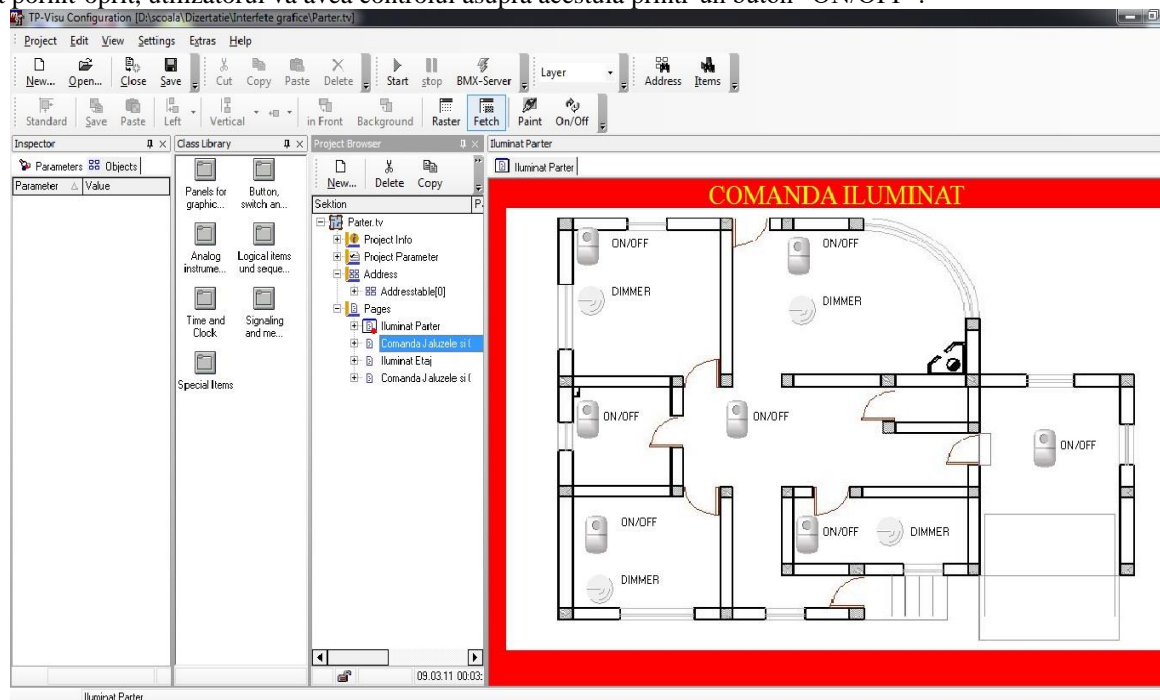 pornit-oprit, utilizatorul va avea controlul asupra acestuia printr-un buton "ON/OFF".
TP-Visu Configuration [D:\scoala\Dizertatie\Interfete grafice\Parter.tv]
Project Edit View Settings Extras Help
New... Open... Close Save Cut Copy Paste Delete Start stop BMX-Server Layer Address Items
Standard Save Paste Left Vertical in Front Background Raster Fetch Paint On/Off
Inspector
Parameters Objects
Parameter Value
Class Library
Panels for graphic...
Button, switch an...
Analog instrume...
Logical items und seque...
Time and Clock
Signaling and me...
Special Items
Project Browser
New... Delete Copy
Sektion
Parter.tv
Project Info
Project Parameter
Address
Addresstable[0]
Pages
Iluminat Parter
Comanda Jaluzele si (
Iluminat Etaj
Comanda Jaluzele si (
09.03.11 00:03:
Iluminat Parter
Iluminat Parter
COMANDA ILUMINAT
ON/OFF
ON/OFF
DIMMER
DIMMER
ON/OFF
ON/OFF
ON/OFF
ON/OFF
ON/OFF
DIMMER
DIMMER
Iluminat Parter